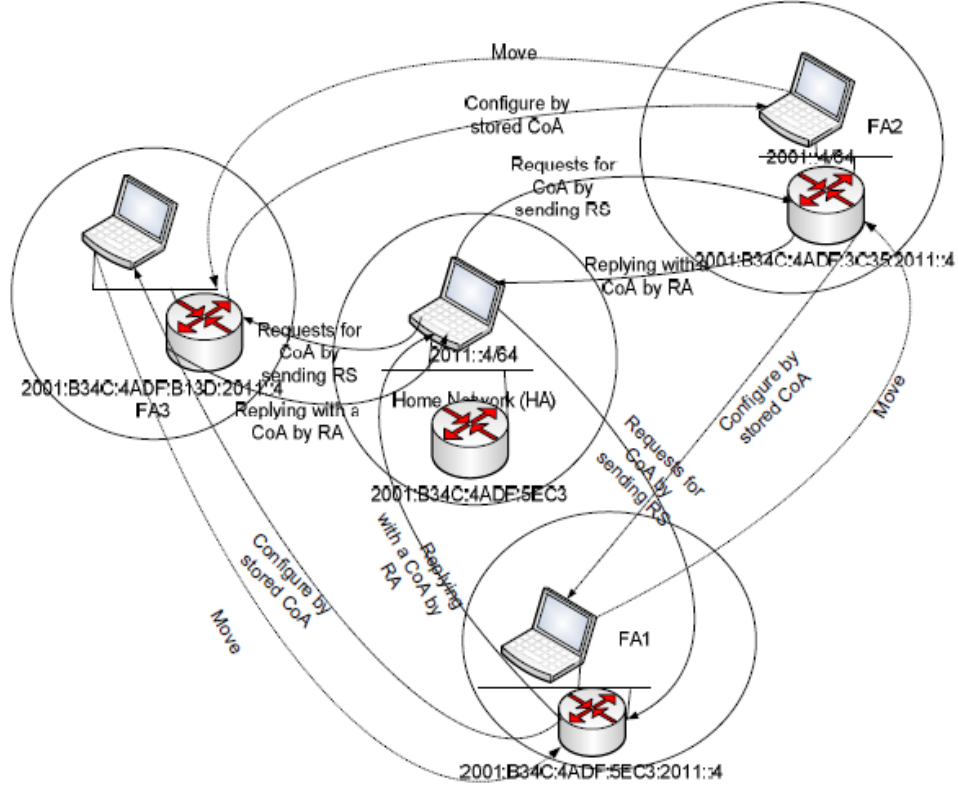 Move
Configure by
stored CoA
FA2
2001::4/64
Requests for
CoA by
sending RS
2001:B34C:4ADF:3C35:2011::4
Replying with a
CoA by RA
Requests for
CoA by
sending RS
2011::4/64
2001:B34C:4ADF:B13D:2011::4
FA3
Replying with a
CoA by RA
Home Network (HA)
2001:B34C:4ADF:5EC3
Configure by
stored CoA
Move
Requests for
CoA by
sending RS
Replying
with a CoA by
RA
Configure by
stored CoA
Move
FA1
2001:B34C:4ADF:5EC3:2011::4